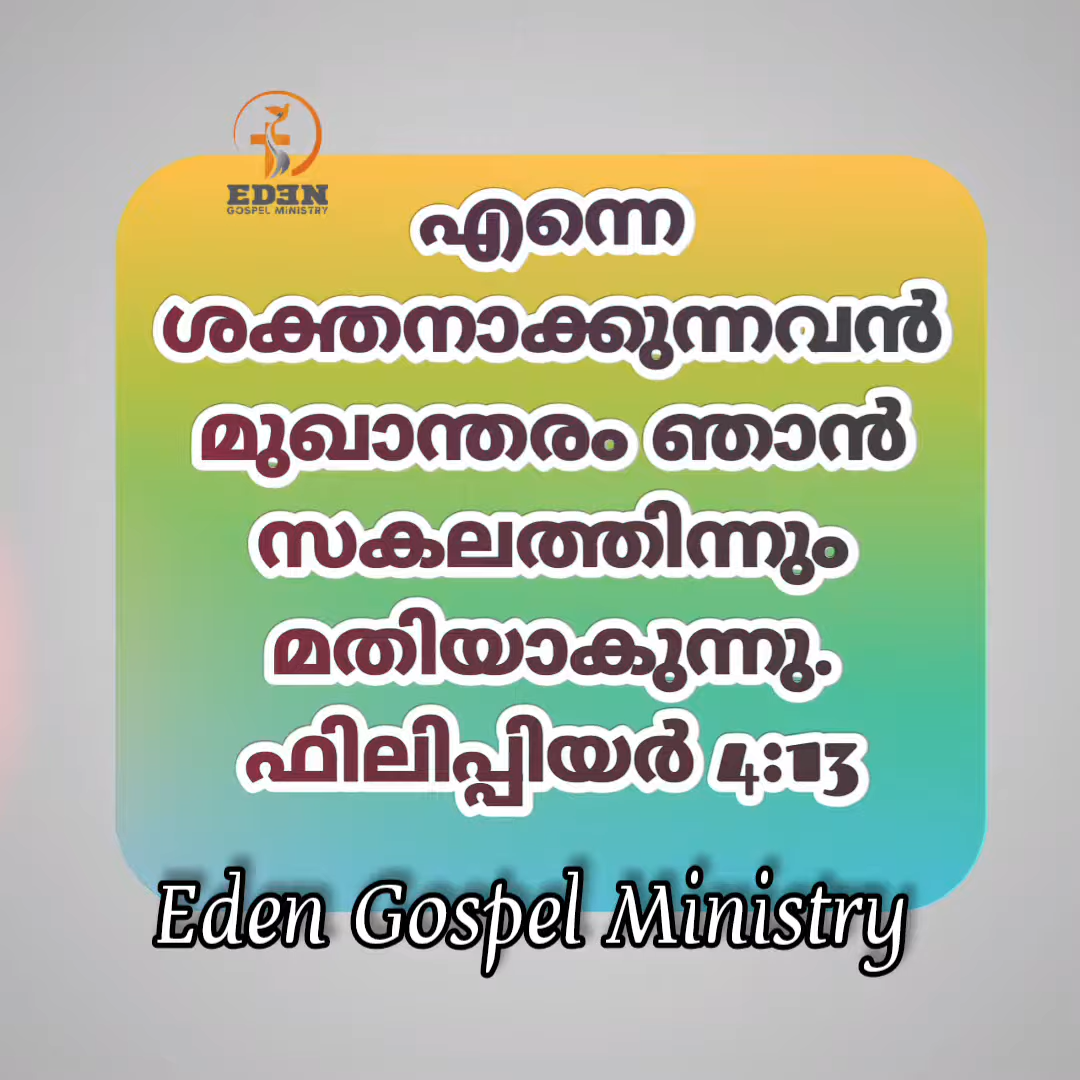 EDEN
GOSPEL MINISTRY
എന്നെ
ശക്തനാക്കുന്നവൻ
മുഖാന്തരം ഞാൻ
സകലത്തിന്നും
മതിയാകുന്നു.
ഫിലിപ്പിയർ 4:13
Eden Gospel Ministry